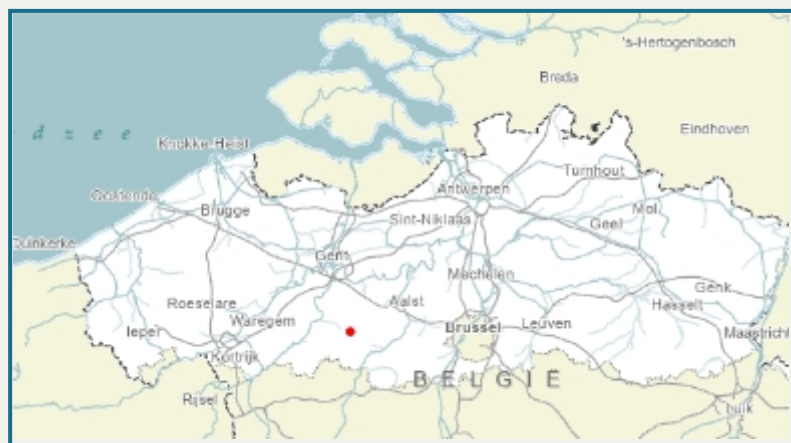 's-Hertogenbosch
Breda
Eindhoven
d z e e
Knokke-Heist
Turnhout
Antwerpen
Oostende
Mol
Brugge
Sint-Niklaas
Geel
Duinkerke
Gent
Mechelen
Genk
Roeselare
Aalst
Hasselt
Waregem
Ieper
Brussel
Leuven
Maastricht
Kortrijk
BELGIË
Rijsel
Luik